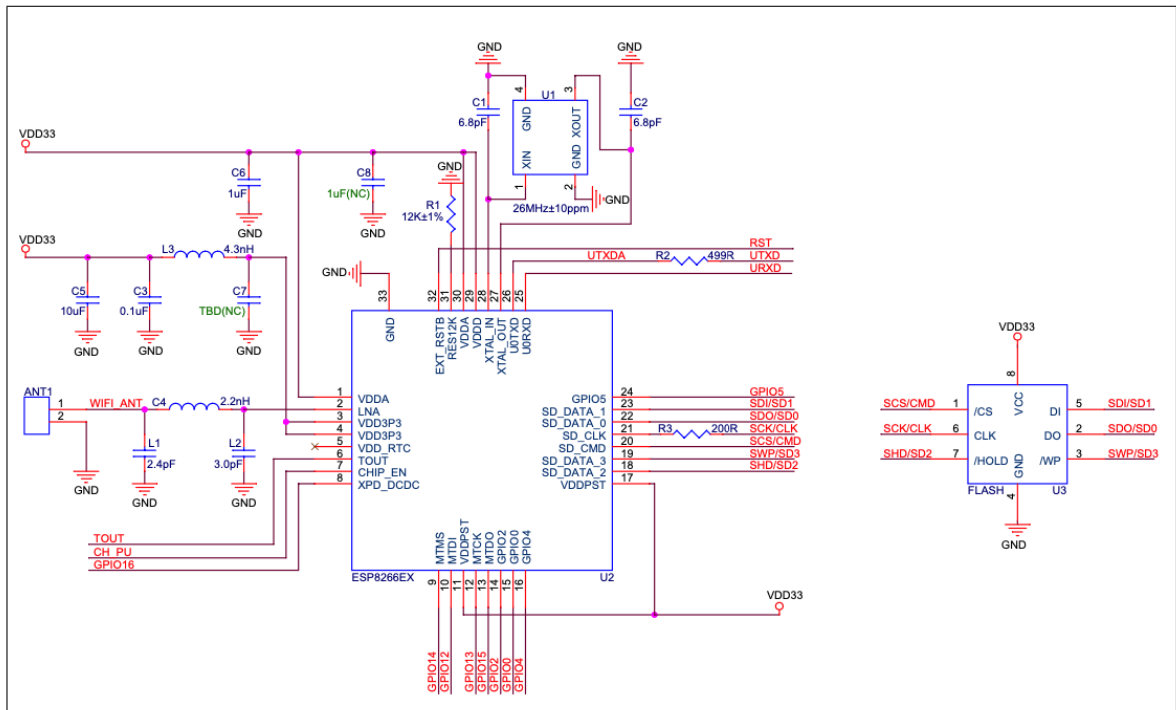 GND
GND
C1
6.8pF
4
U1
3
GND
XOUT
XIN
GND
1
2
GND
26MHz±10ppm
C2
6.8pF
VDD33
C6
1uF
GND
C8
1uF(NC)
GND
GND
R1
12K±1%
VDD33
L3
4.3nH
C5
10uF
GND
C3
0.1uF
GND
C7
TBD(NC)
GND
GND
RST
UTXDA
R2
499R
UTXD
URXD
33
32
31
30
29
28
27
26
25
GND
EXT_RSTB
RES12K
VDDA
VDDD
XTAL_IN
XTAL_OUT
U0TXD
U0RXD
ANT1
1
2
WIFI_ANT
C4
2.2nH
L1
2.4pF
L2
3.0pF
GND
GND
GND
1
VDDA
2
LNA
3
VDD3P3
4
VDD3P3
5
VDD_RTC
6
TOUT
7
CHIP_EN
8
XPD_DCDC
TOUT
CH_PU
GPIO16
GPIO5
24
GPIO5
SD_DATA_1
23
SDI/SD1
SD_DATA_0
22
SDO/SD0
SD_CLK
21
R3
200R
SCK/CLK
SD_CMD
20
SCS/CMD
SD_DATA_3
19
SWP/SD3
SD_DATA_2
18
SHD/SD2
VDDPST
17
MTMS
MTDI
VDDPST
MTCK
MTDO
GPIO2
GPIO0
GPIO4
ESP8266EX
U2
9
10
11
12
13
14
15
16
GPIO14
GPIO12
GPIO13
GPIO15
GPIO2
GPIO0
GPIO4
VDD33
VDD33
8
VCC
SCS/CMD
1
/CS
DI
5
SDI/SD1
SCK/CLK
6
CLK
DO
2
SDO/SD0
SHD/SD2
7
/HOLD
/WP
3
SWP/SD3
GND
FLASH
4
U3
GND